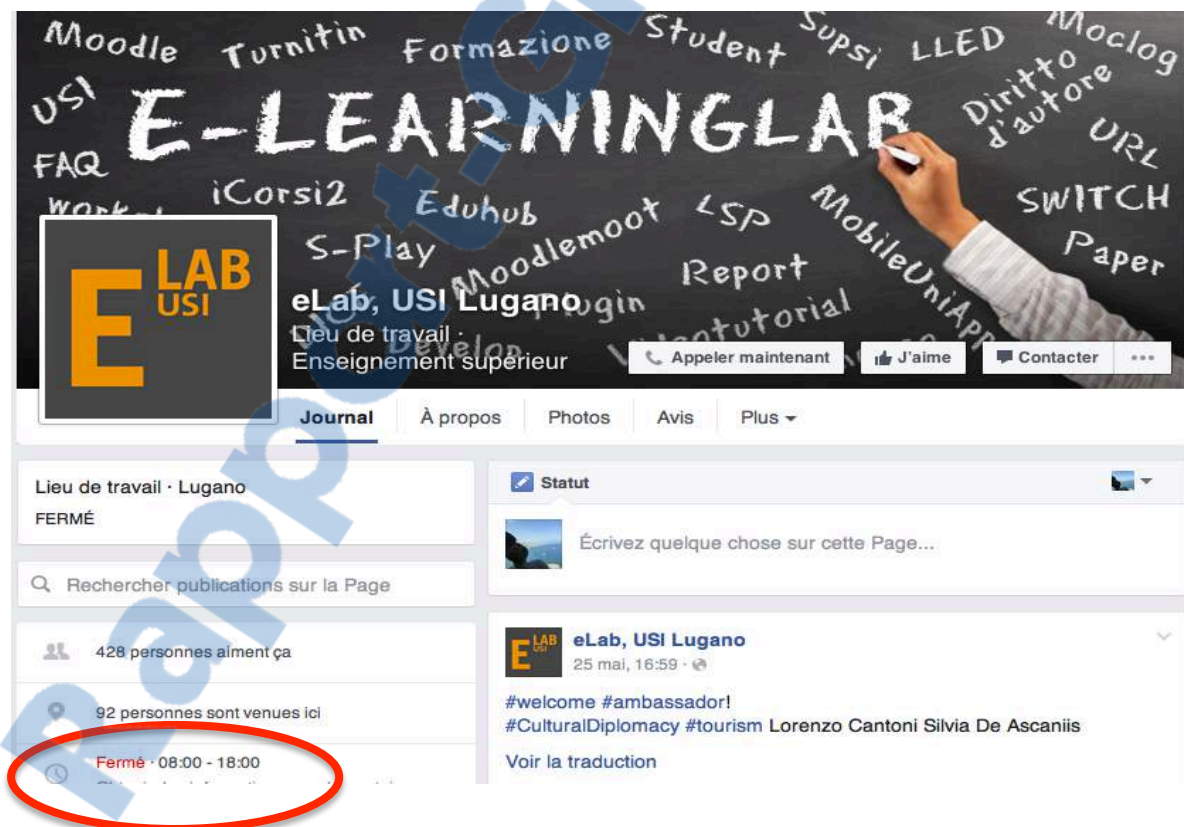 Moodle Turnitin Formazione Student Supsi LLED Moclog
USI E-LEARNINGLAB Diritto d'autore URL
FAQ iCorsi2 Eduhub LSP MobileUniApp SWITCH
S-Play Moodlemoot Report Paper
Videotutorial
Develop
E LAB
USI
eLab, USI Lugano
Lieu de travail ·
Enseignement supérieur
Appeler maintenant
J'aime
Contacter
Journal À propos Photos Avis Plus
Lieu de travail · Lugano
FERMÉ
Rechercher publications sur la Page
428 personnes aiment ça
92 personnes sont venues ici
Fermé · 08:00 - 18:00
Statut
Écrivez quelque chose sur cette Page...
E LAB
USI
eLab, USI Lugano
25 mai, 16:59
#welcome #ambassador!
#CulturalDiplomacy #tourism Lorenzo Cantoni Silvia De Ascaniis
Voir la traduction